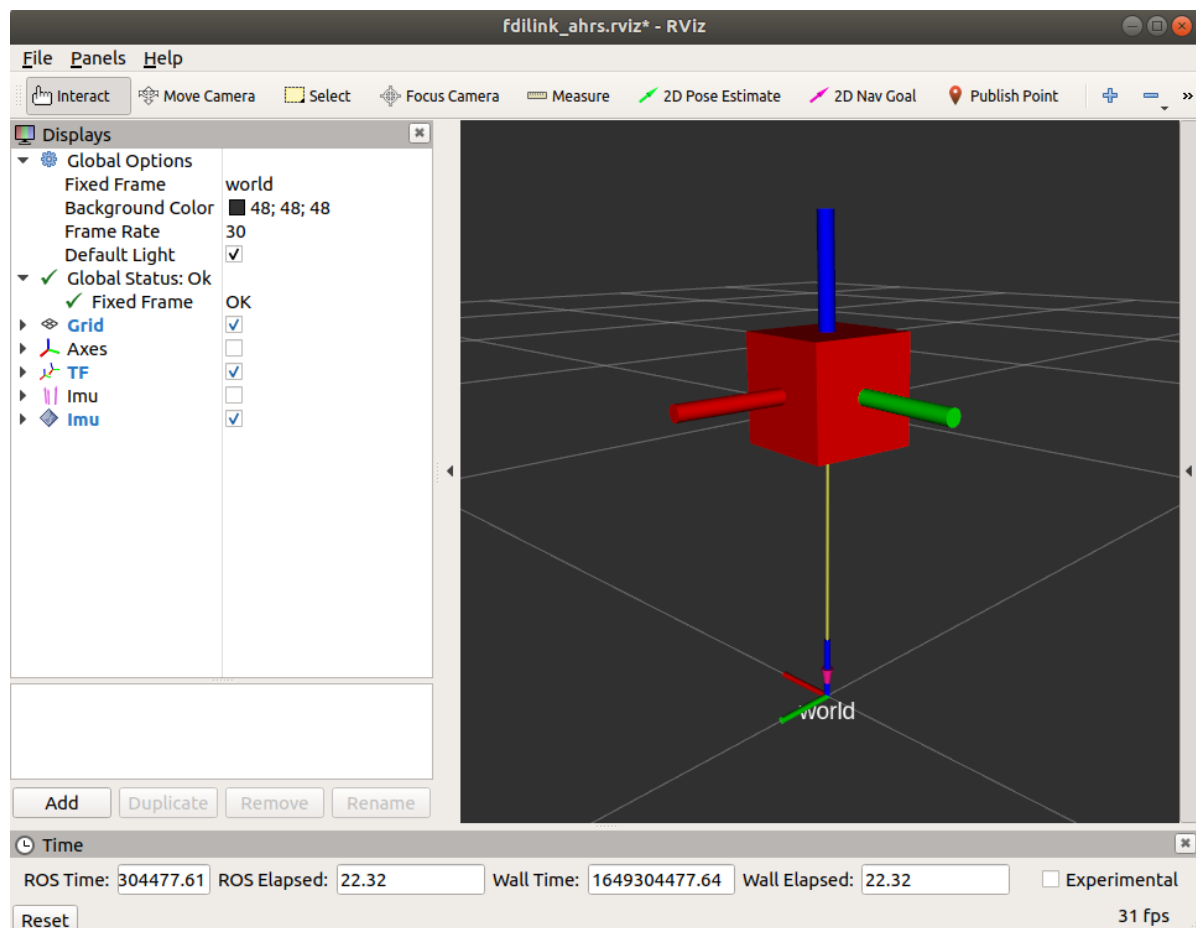 fdilink_ahrs.rviz* - RViz
File Panels Help
Interact Move Camera Select Focus Camera Measure 2D Pose Estimate 2D Nav Goal Publish Point »
Displays
Global Options
Fixed Frame world
Background Color 48; 48; 48
Frame Rate 30
Default Light
Global Status: Ok
Fixed Frame OK
Grid
Axes
TF
Imu
Imu
world
Add Duplicate Remove Rename
Time
ROS Time: 304477.61 ROS Elapsed: 22.32 Wall Time: 1649304477.64 Wall Elapsed: 22.32 Experimental
Reset 31 fps